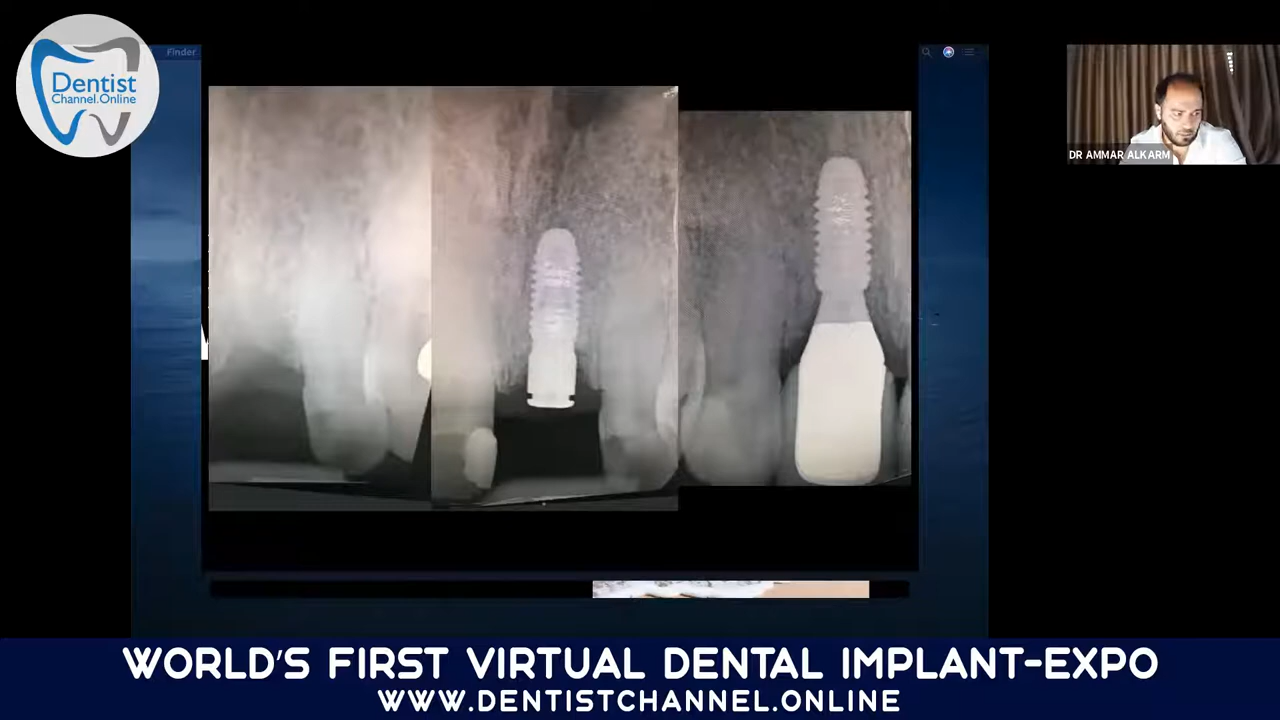 Dentist
Channel.Online
Finder
DR AMMAR ALKARM
WORLD'S FIRST VIRTUAL DENTAL IMPLANT-EXPO
WWW.DENTISTCHANNEL.ONLINE